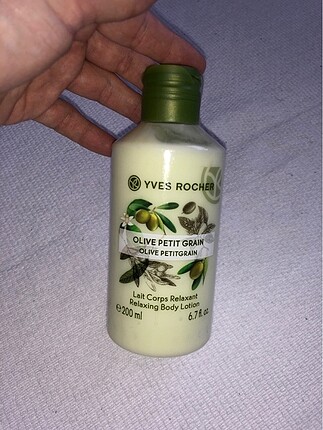 YVES ROCHER
OLIVE PETIT GRAIN
OLIVE PETITGRAIN
Lait Corps Relaxant
Relaxing Body Lotion
℮200 ml 6.7 fl. oz.